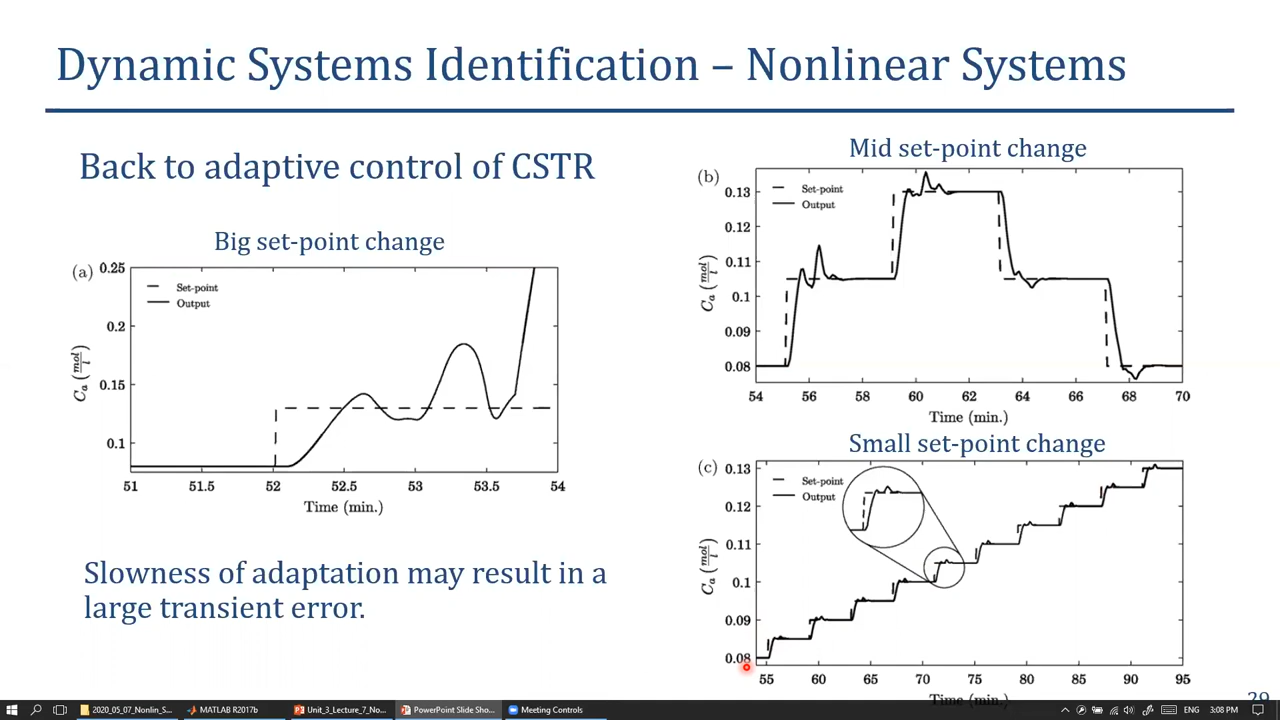 Dynamic Systems Identification – Nonlinear Systems
Back to adaptive control of CSTR
Big set-point change
(a)
Set-point
Output
0.25
0.2
0.15
0.1
C_a (mol/l)
51 51.5 52 52.5 53 53.5 54
Time (min.)
Slowness of adaptation may result in a
large transient error.
Mid set-point change
(b)
Set-point
Output
0.13
0.12
0.11
0.1
0.09
0.08
C_a (mol/l)
54 56 58 60 62 64 66 68 70
Time (min.)
Small set-point change
(c)
Set-point
Output
0.13
0.12
0.11
0.1
0.09
0.08
C_a (mol/l)
55 60 65 70 75 80 85 90 95
Time (min.)
29
2020_05_07_Nonlin_S... MATLAB R2017b Unit_3_Lecture_7_No... PowerPoint Slide Sho... Meeting Controls ENG 3:08 PM